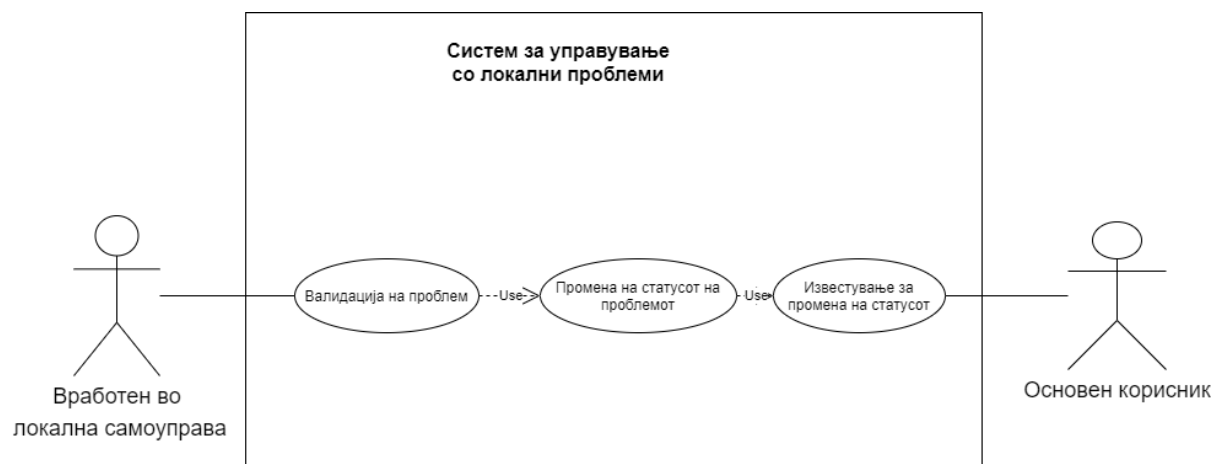 Систем за управување
со локални проблеми
Валидација на проблем
Use
Промена на статусот на
проблемот
Use
Известување за
промена на статусот
Вработен во
локална самоуправа
Основен корисник